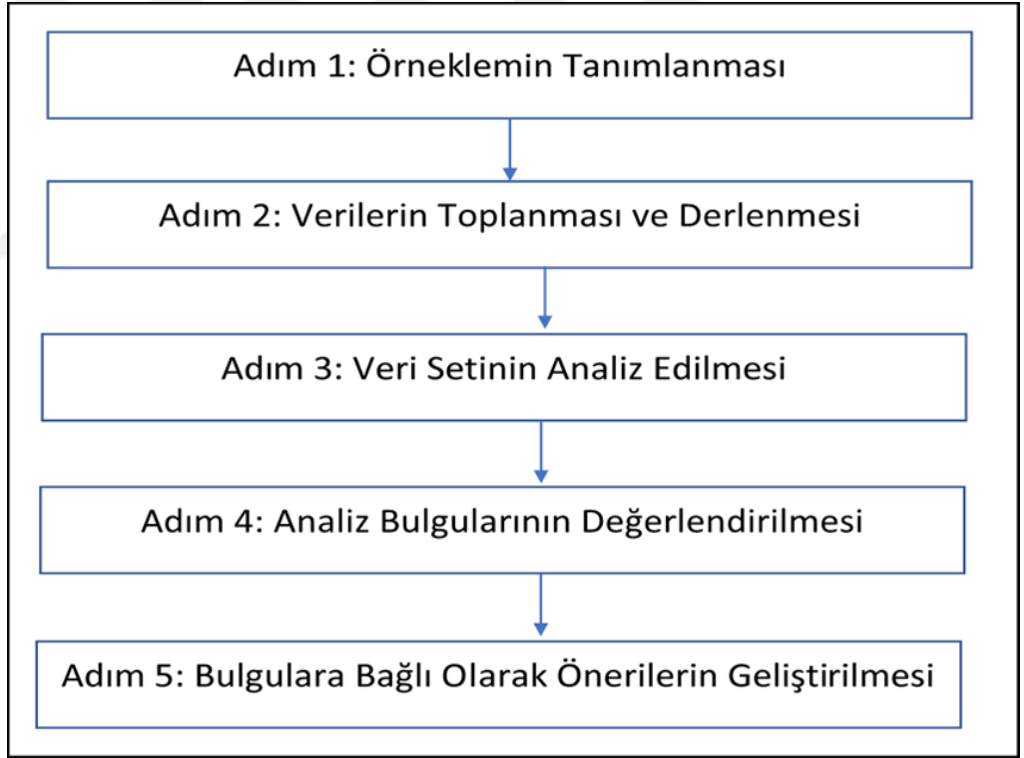 Adım 1: Örneklemin Tanımlanması
Adım 2: Verilerin Toplanması ve Derlenmesi
Adım 3: Veri Setinin Analiz Edilmesi
Adım 4: Analiz Bulgularının Değerlendirilmesi
Adım 5: Bulgulara Bağlı Olarak Önerilerin Geliştirilmesi